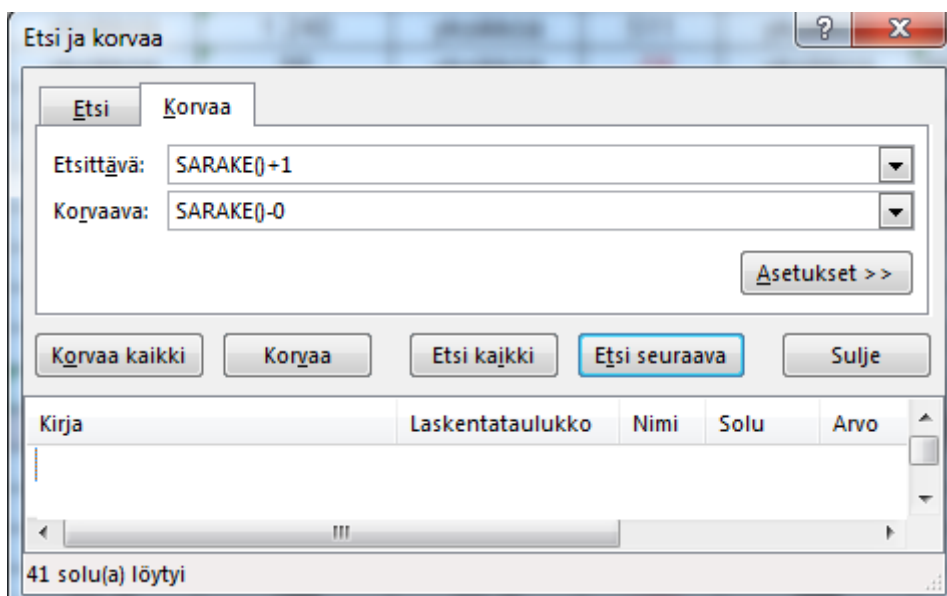 Etsi ja korvaa
?
Etsi Korvaa
Etsittävä: SARAKE()+1
Korvaava: SARAKE()-0
Asetukset >>
Korvaa kaikki Korvaa Etsi kaikki Etsi seuraava Sulje
Kirja Laskentataulukko Nimi Solu Arvo
41 solu(a) löytyi